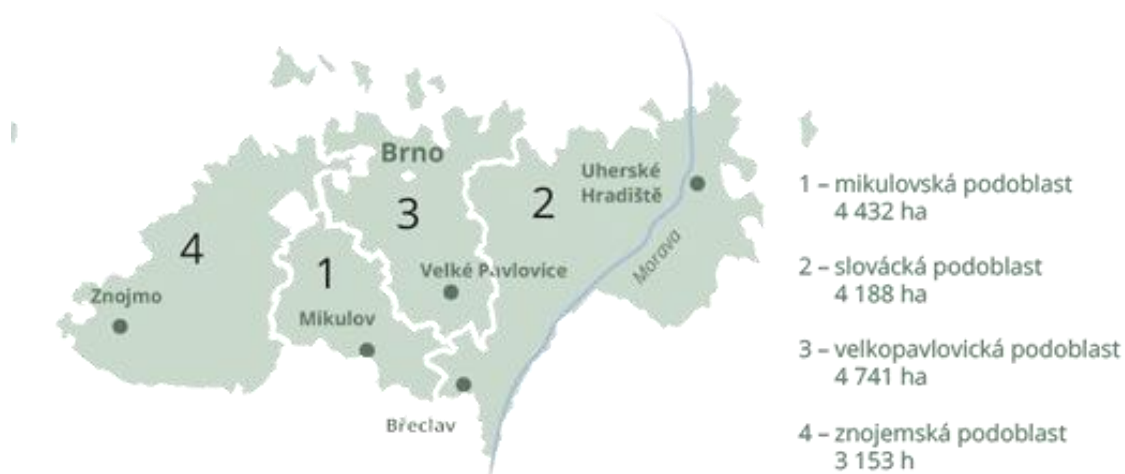 Brno
Uherské
Hradiště
2
3
4
Morava
Velké Pavlovice
1
Znojmo
Mikulov
Břeclav
1 – mikulovská podoblast
4 432 ha
2 – slovácká podoblast
4 188 ha
3 – velkopavlovická podoblast
4 741 ha
4 – znojemská podoblast
3 153 h